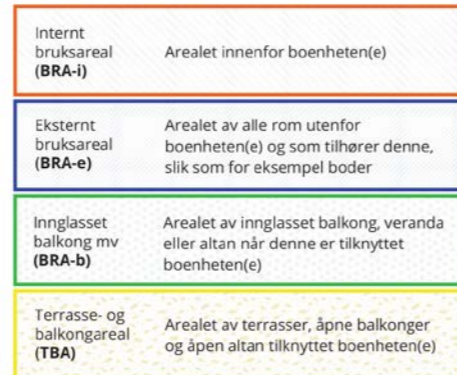 Internt
bruksareal
(BRA-i)
Arealet innenfor boenheten(e)
Eksternt
bruksareal
(BRA-e)
Arealet av alle rom utenfor
boenheten(e) og som tilhører denne,
slik som for eksempel boder
Innglasset
balkong mv
(BRA-b)
Arealet av innglasset balkong, veranda
eller altan når denne er tilknyttet
boenheten(e)
Terrasse- og
balkongareal
(TBA)
Arealet av terrasser, åpne balkonger
og åpen altan tilknyttet boenheten(e)